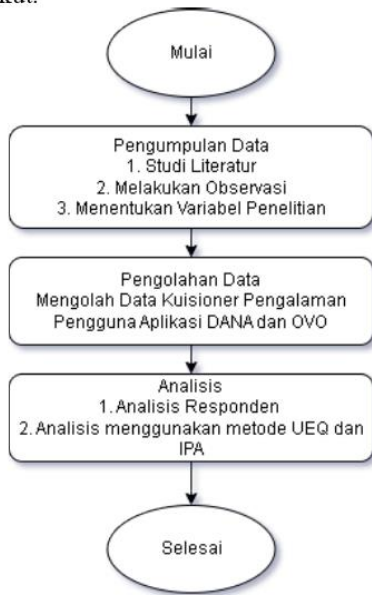 Mulai
Pengumpulan Data
1. Studi Literatur
2. Melakukan Observasi
3. Menentukan Variabel Penelitian
Pengolahan Data
Mengolah Data Kuisioner Pengalaman
Pengguna Aplikasi DANA dan OVO
Analisis
1. Analisis Responden
2. Analisis menggunakan metode UEQ dan
IPA
Selesai